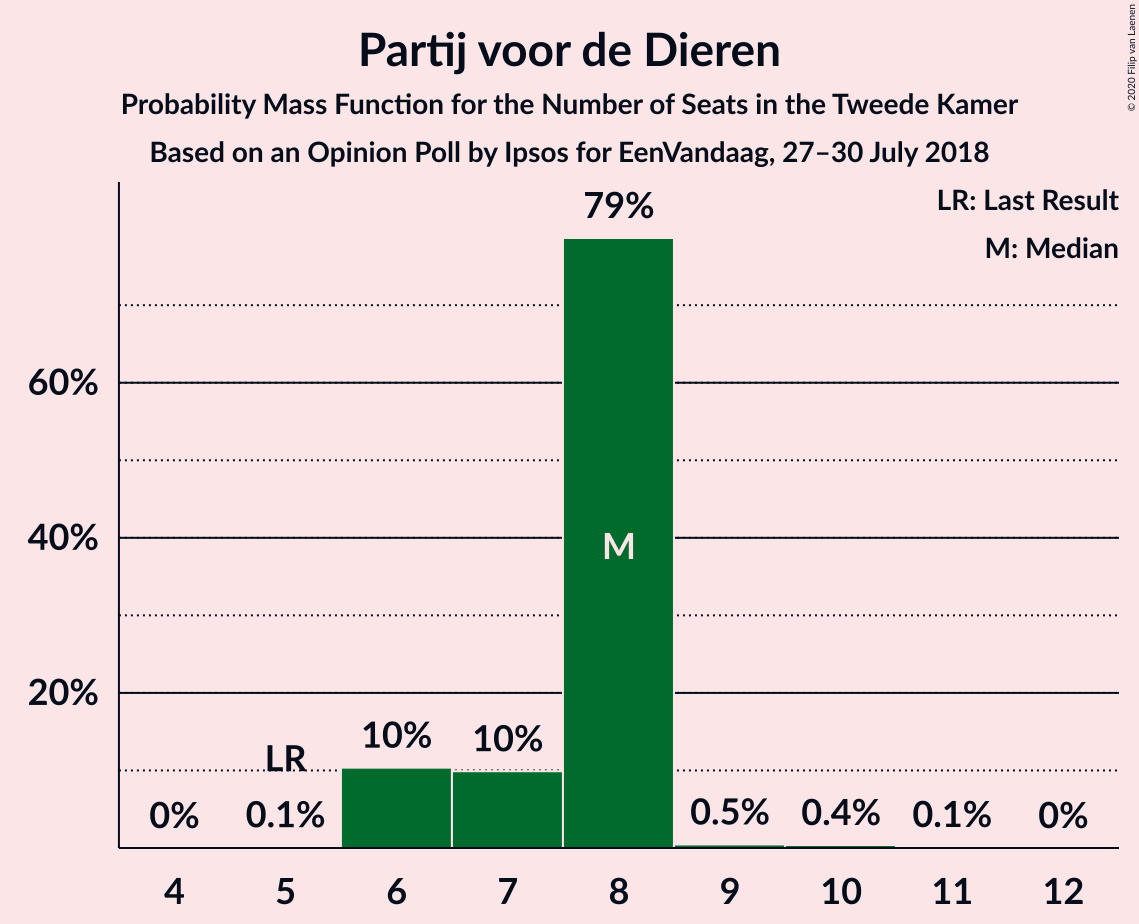 Partij voor de Dieren
Probability Mass Function for the Number of Seats in the Tweede Kamer
Based on an Opinion Poll by Ipsos for EenVandaag, 27–30 July 2018
© 2020 Filip van Laenen
LR: Last Result
M: Median
79%
60%
40%
20%
M
LR
0%
0.1%
10%
10%
0.5%
0.4%
0.1%
0%
4 5 6 7 8 9 10 11 12